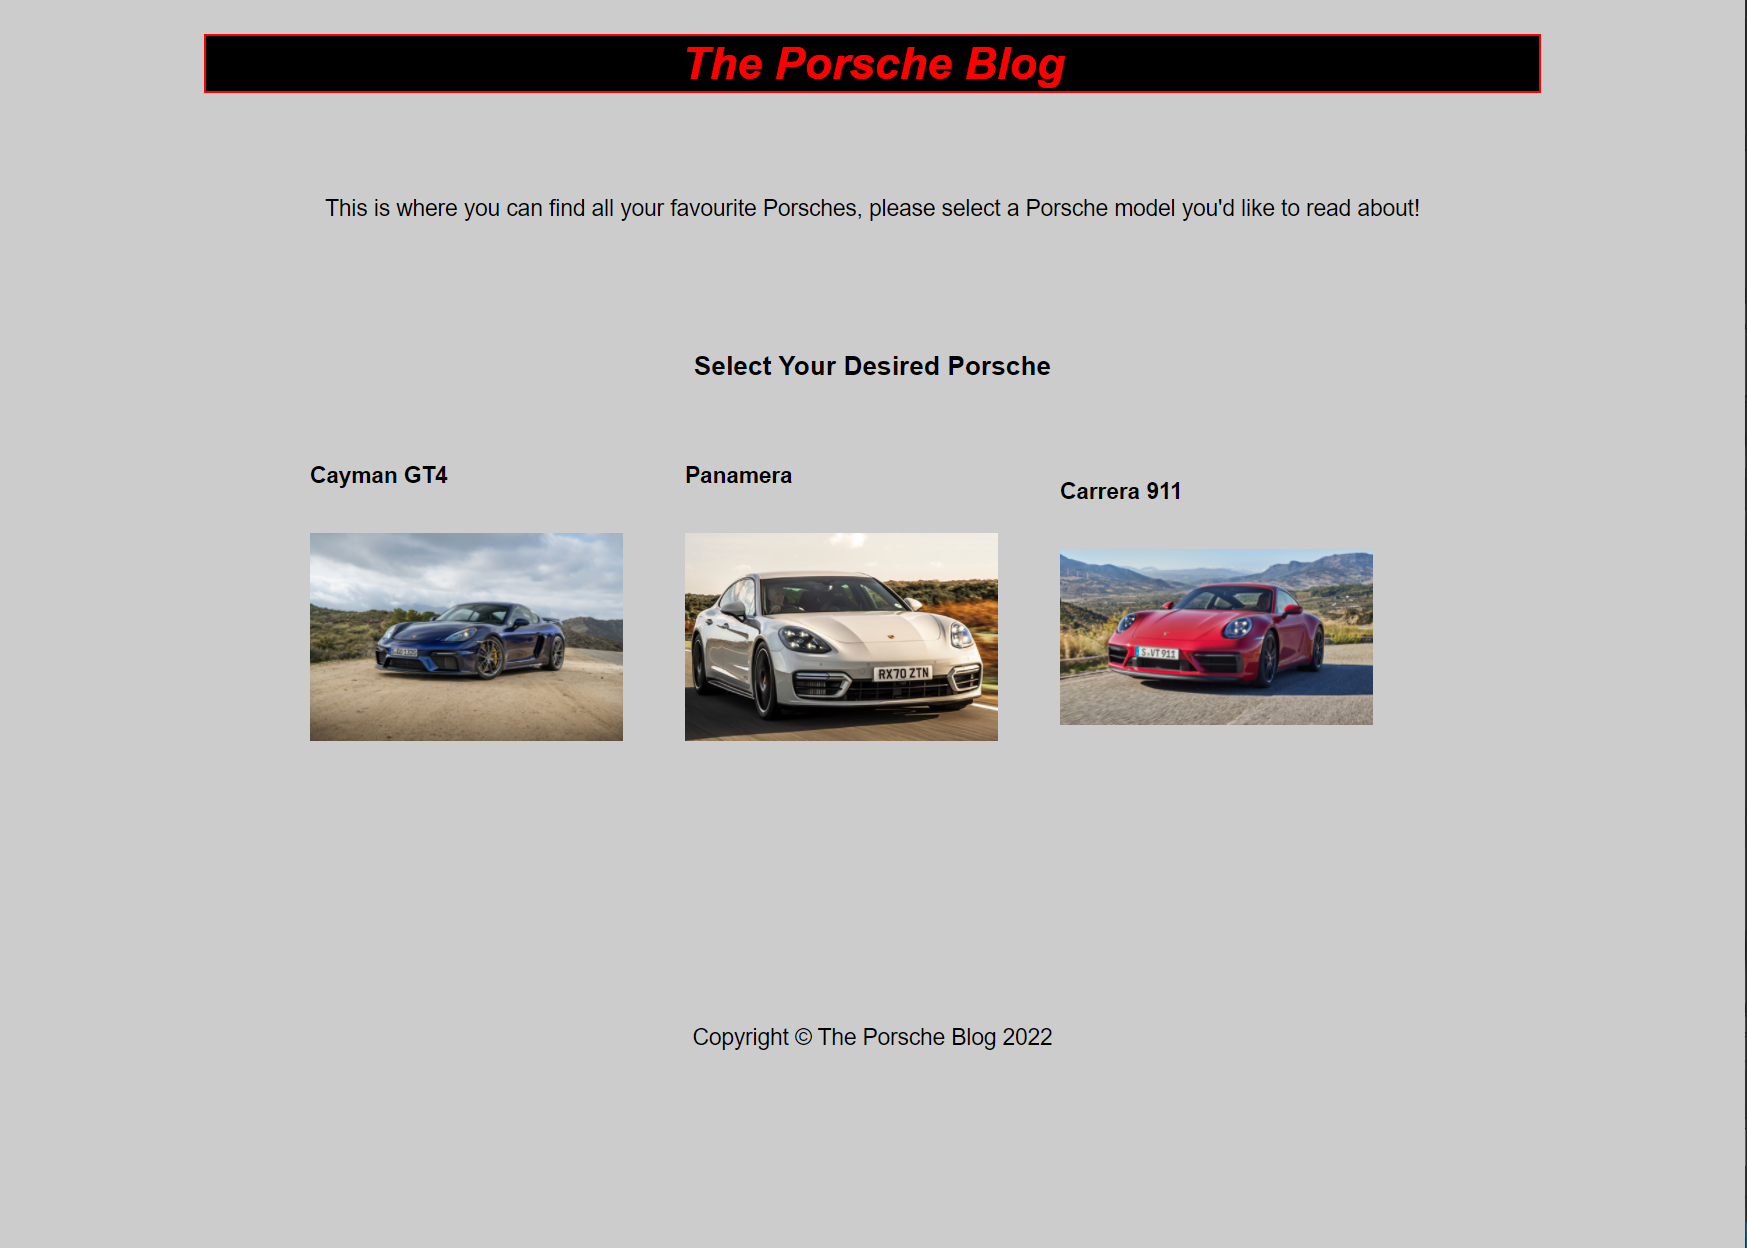 The Porsche Blog
This is where you can find all your favourite Porsches, please select a Porsche model you'd like to read about!
Select Your Desired Porsche
Cayman GT4
Panamera
Carrera 911
RX70 ZTN
S VT 911
Copyright © The Porsche Blog 2022